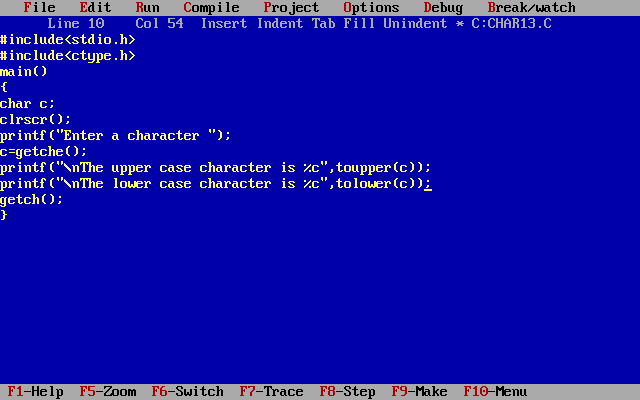 File Edit Run Compile Project Options Debug Break/watch
Line 10 Col 54 Insert Indent Tab Fill Unindent * C:CHAR13.C
#include<stdio.h>
#include<ctype.h>
main()
{
char c;
clrscr();
printf("Enter a character ");
c=getche();
printf("\nThe upper case character is %c",toupper(c));
printf("\nThe lower case character is %c",tolower(c));
getch();
}
F1-Help F5-Zoom F6-Switch F7-Trace F8-Step F9-Make F10-Menu